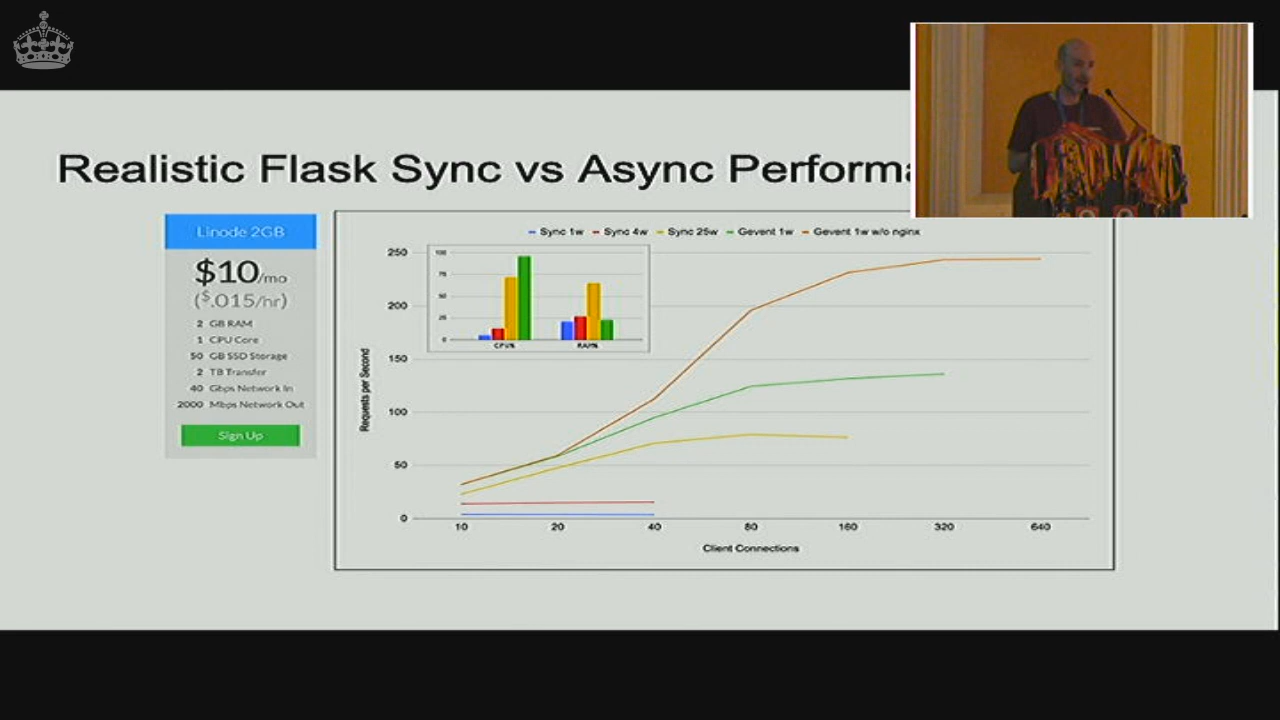 Realistic Flask Sync vs Async Performa
Linode 2GB
$10/mo
($.015/hr)
2 GB RAM
1 CPU Core
50 GB SSD Storage
2 TB Transfer
40 Gbps Network In
2000 Mbps Network Out
Sign Up
Sync 1w Sync 4w Sync 25w Gevent 1w Gevent 1w w/o nginx
250
200
150
100
50
0
Requests per Second
100
75
50
25
0
CPU% RAM%
10 20 40 80 160 320 640
Client Connections